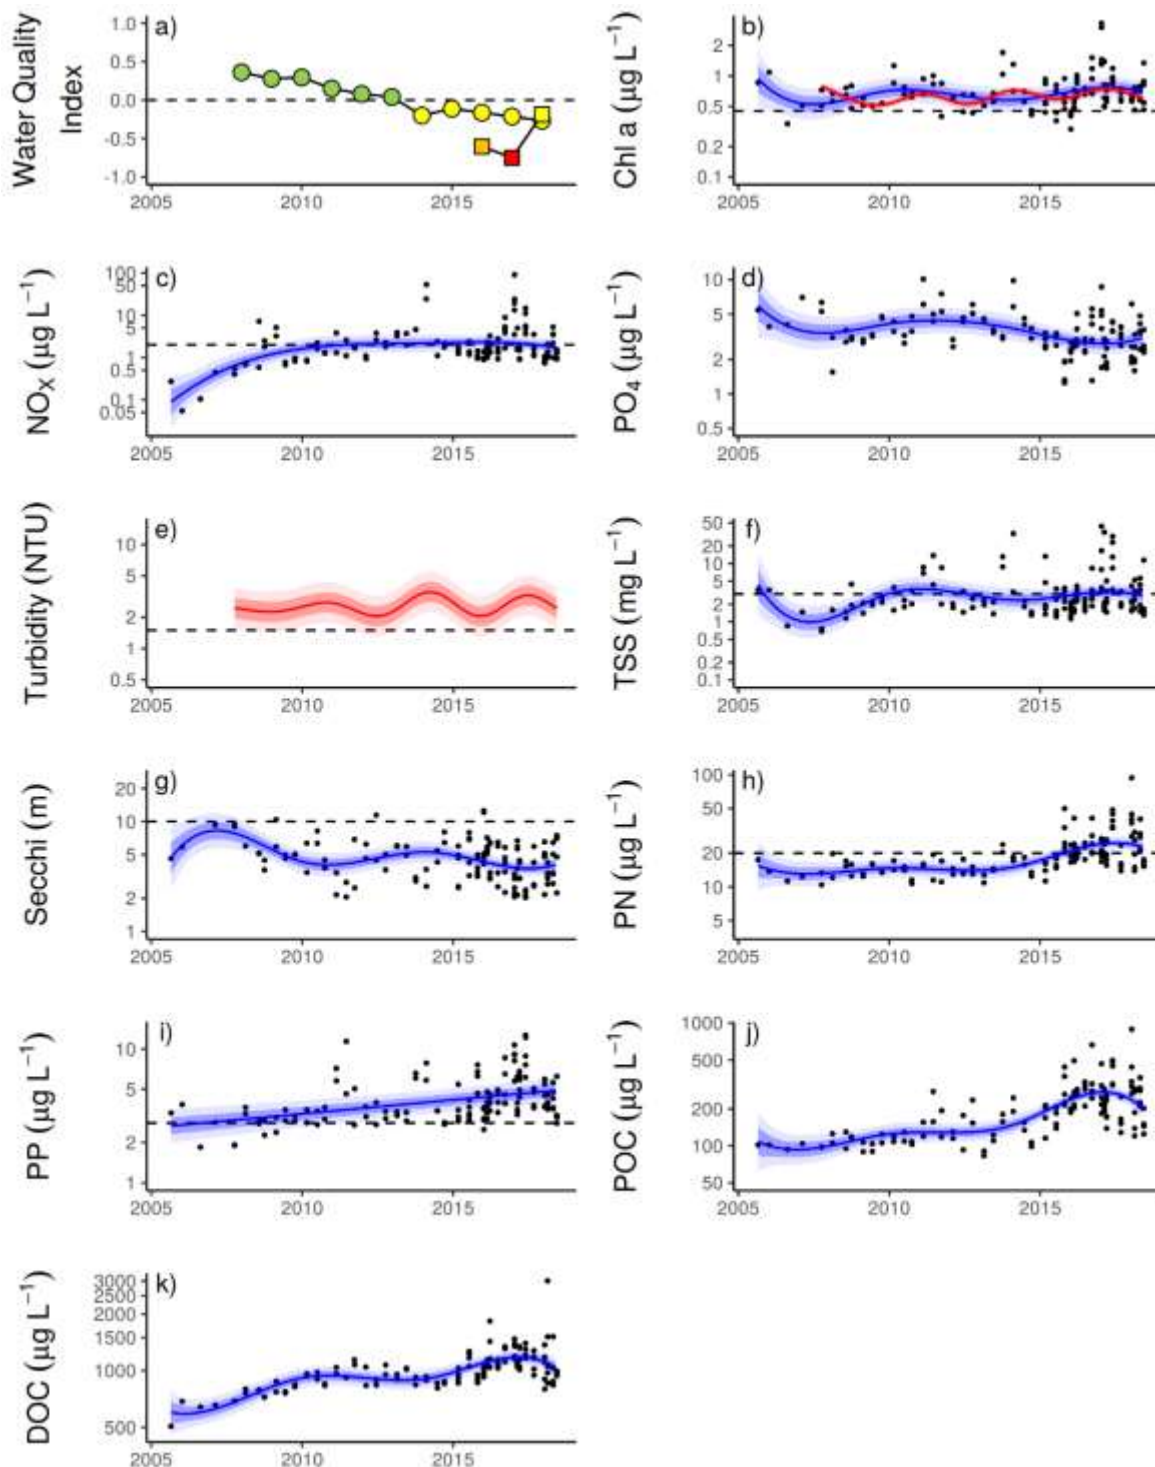 a)
Water Quality
Index
1.0
0.5
0.0
-0.5
-1.0
2005 2010 2015
b)
Chl a (µg L⁻¹)
2
1
0.5
0.2
0.1
2005 2010 2015
c)
NOₓ (µg L⁻¹)
100
50
10
5
1
0.5
0.1
0.05
2005 2010 2015
d)
PO₄ (µg L⁻¹)
10
5
2
1
0.5
2005 2010 2015
e)
Turbidity (NTU)
10
5
2
1
0.5
2005 2010 2015
f)
TSS (mg L⁻¹)
50
20
10
5
2
1
0.5
0.2
0.1
2005 2010 2015
g)
Secchi (m)
20
10
5
2
1
2005 2010 2015
h)
PN (µg L⁻¹)
100
50
20
10
5
2005 2010 2015
i)
PP (µg L⁻¹)
10
5
2
1
2005 2010 2015
j)
POC (µg L⁻¹)
1000
500
200
100
50
2005 2010 2015
k)
DOC (µg L⁻¹)
3000
2500
2000
1500
1000
500
2005 2010 2015